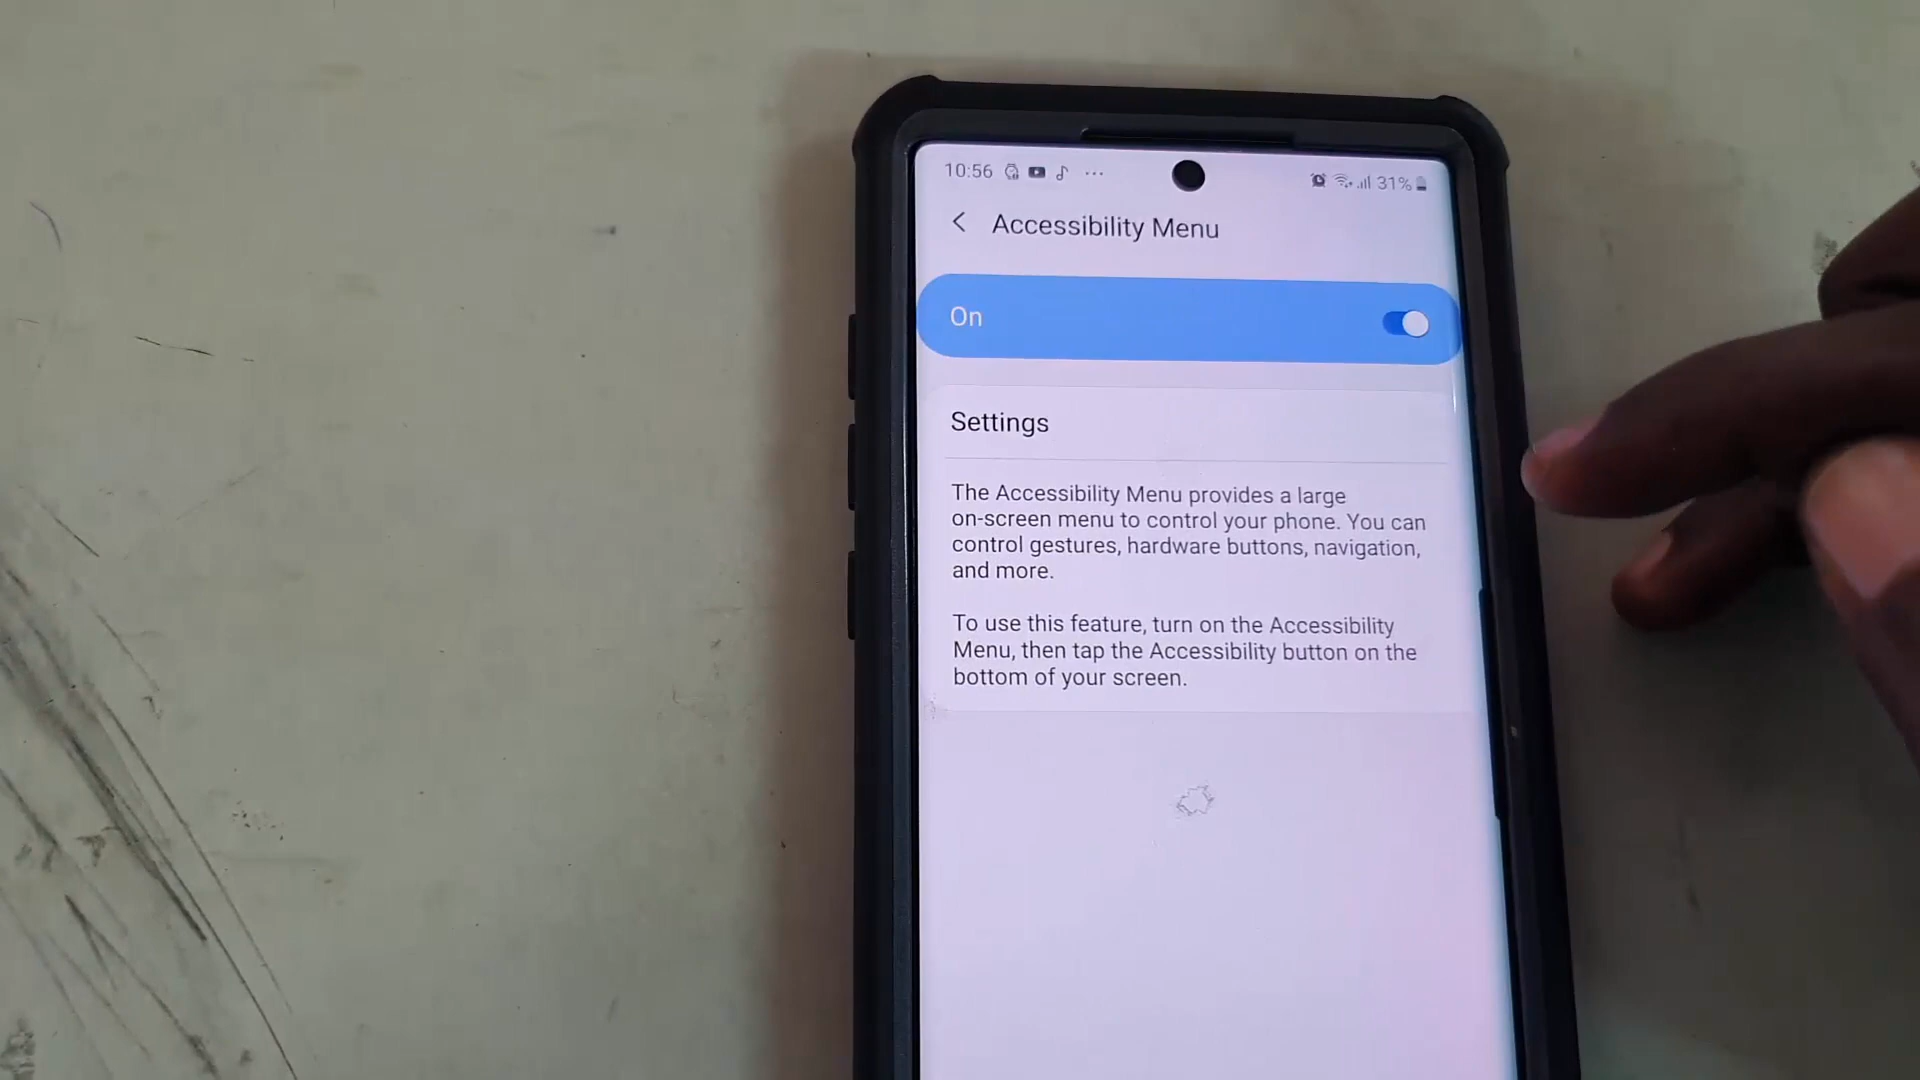 10:56
31%
Accessibility Menu
On
Settings
The Accessibility Menu provides a large
on-screen menu to control your phone. You can
control gestures, hardware buttons, navigation,
and more.
To use this feature, turn on the Accessibility
Menu, then tap the Accessibility button on the
bottom of your screen.